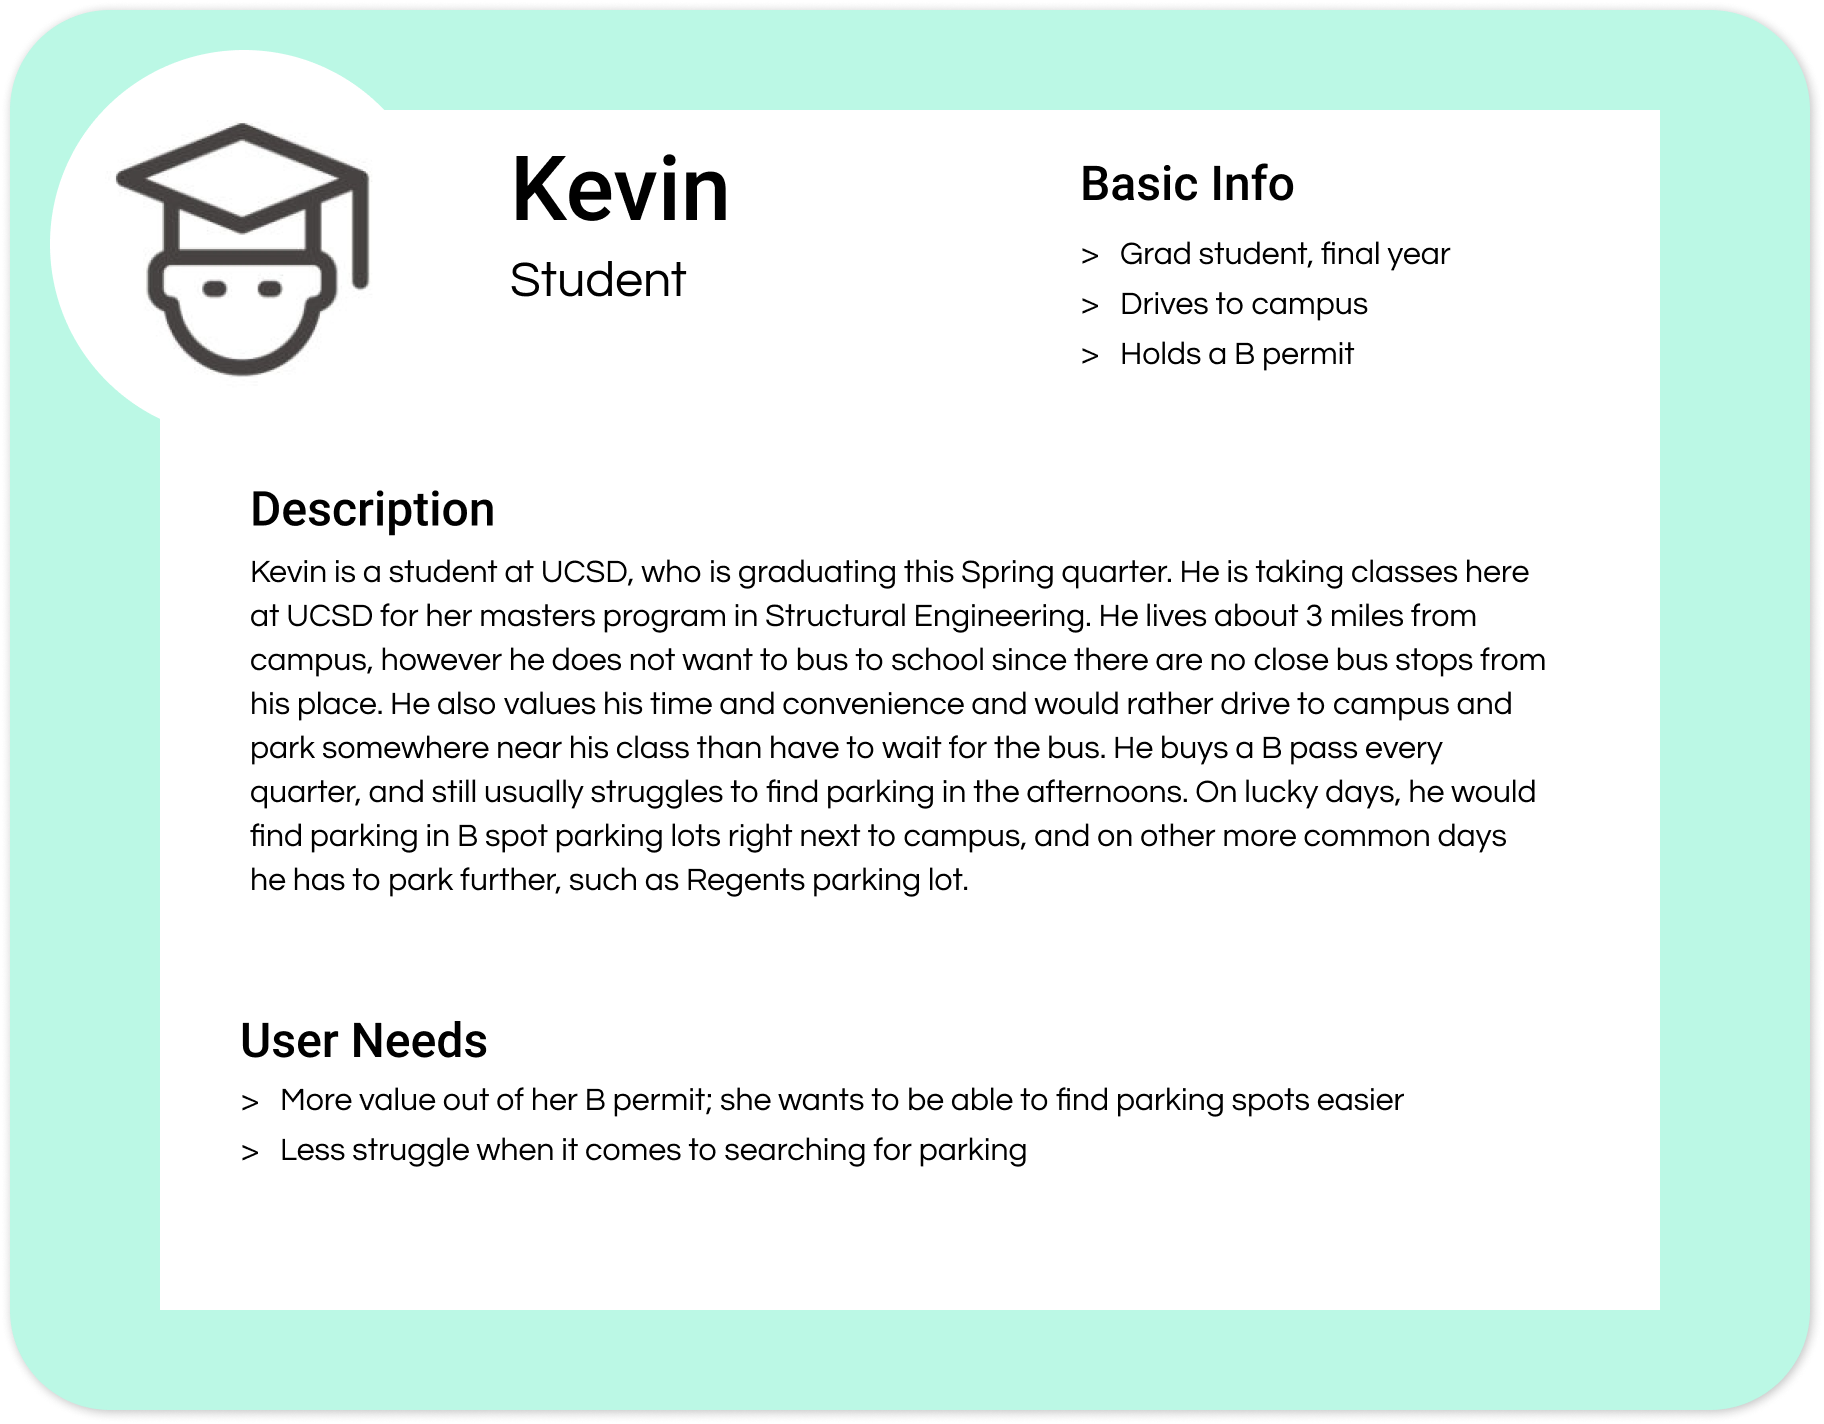 Kevin
Student
Basic Info
> Grad student, final year
> Drives to campus
> Holds a B permit
Description
Kevin is a student at UCSD, who is graduating this Spring quarter. He is taking classes here
at UCSD for her masters program in Structural Engineering. He lives about 3 miles from
campus, however he does not want to bus to school since there are no close bus stops from
his place. He also values his time and convenience and would rather drive to campus and
park somewhere near his class than have to wait for the bus. He buys a B pass every
quarter, and still usually struggles to find parking in the afternoons. On lucky days, he would
find parking in B spot parking lots right next to campus, and on other more common days
he has to park further, such as Regents parking lot.
User Needs
> More value out of her B permit; she wants to be able to find parking spots easier
> Less struggle when it comes to searching for parking